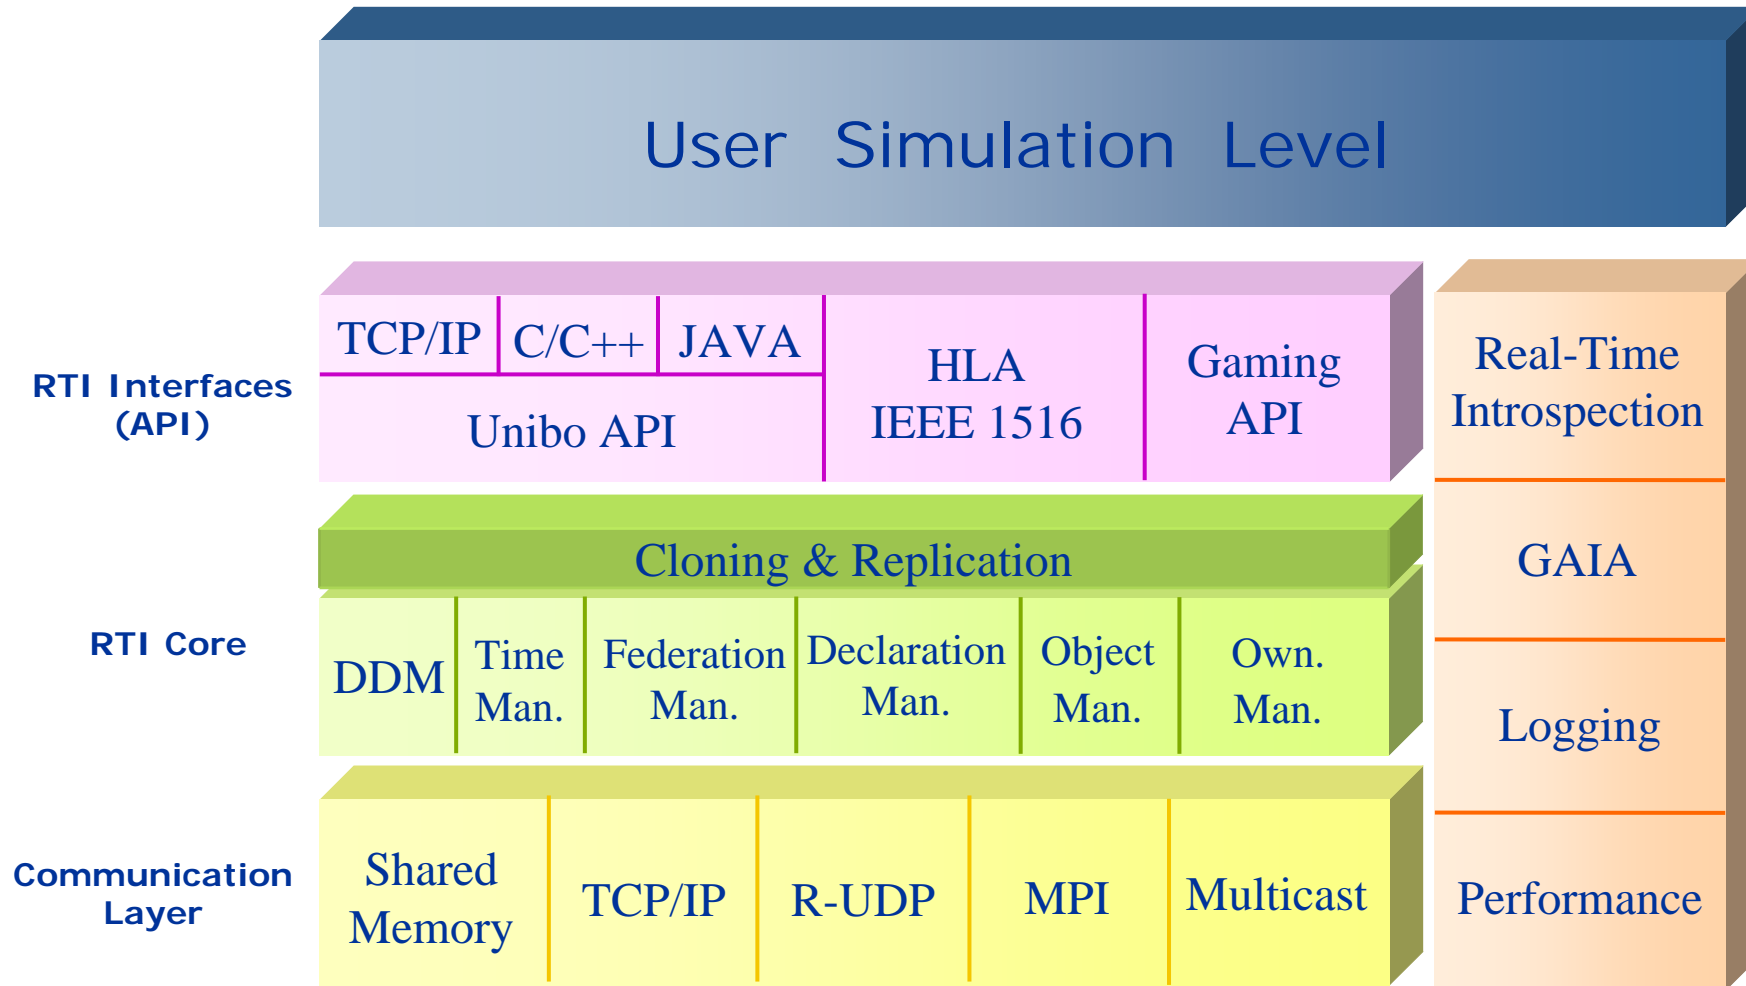 User Simulation Level
RTI Interfaces
(API)
TCP/IP
C/C++
JAVA
Unibo API
HLA
IEEE 1516
Gaming
API
Real-Time
Introspection
GAIA
Logging
Performance
RTI Core
Cloning & Replication
DDM
Time
Man.
Federation
Man.
Declaration
Man.
Object
Man.
Own.
Man.
Communication
Layer
Shared
Memory
TCP/IP
R-UDP
MPI
Multicast